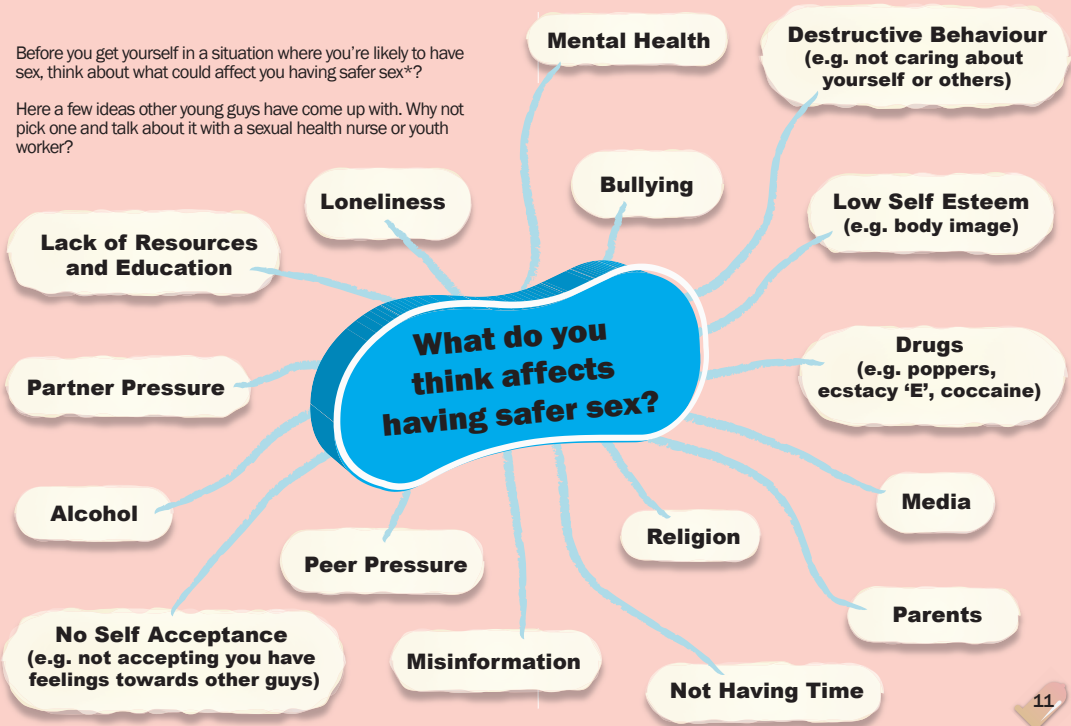 Before you get yourself in a situation where you're likely to have
sex, think about what could affect you having safer sex*?
Here a few ideas other young guys have come up with. Why not
pick one and talk about it with a sexual health nurse or youth
worker?
Mental Health
Destructive Behaviour
(e.g. not caring about
yourself or others)
Loneliness
Bullying
Low Self Esteem
(e.g. body image)
Lack of Resources
and Education
What do you
think affects
having safer sex?
Drugs
(e.g. poppers,
ecstacy 'E', coccaine)
Partner Pressure
Alcohol
Media
Religion
Peer Pressure
Parents
No Self Acceptance
(e.g. not accepting you have
feelings towards other guys)
Misinformation
Not Having Time
11